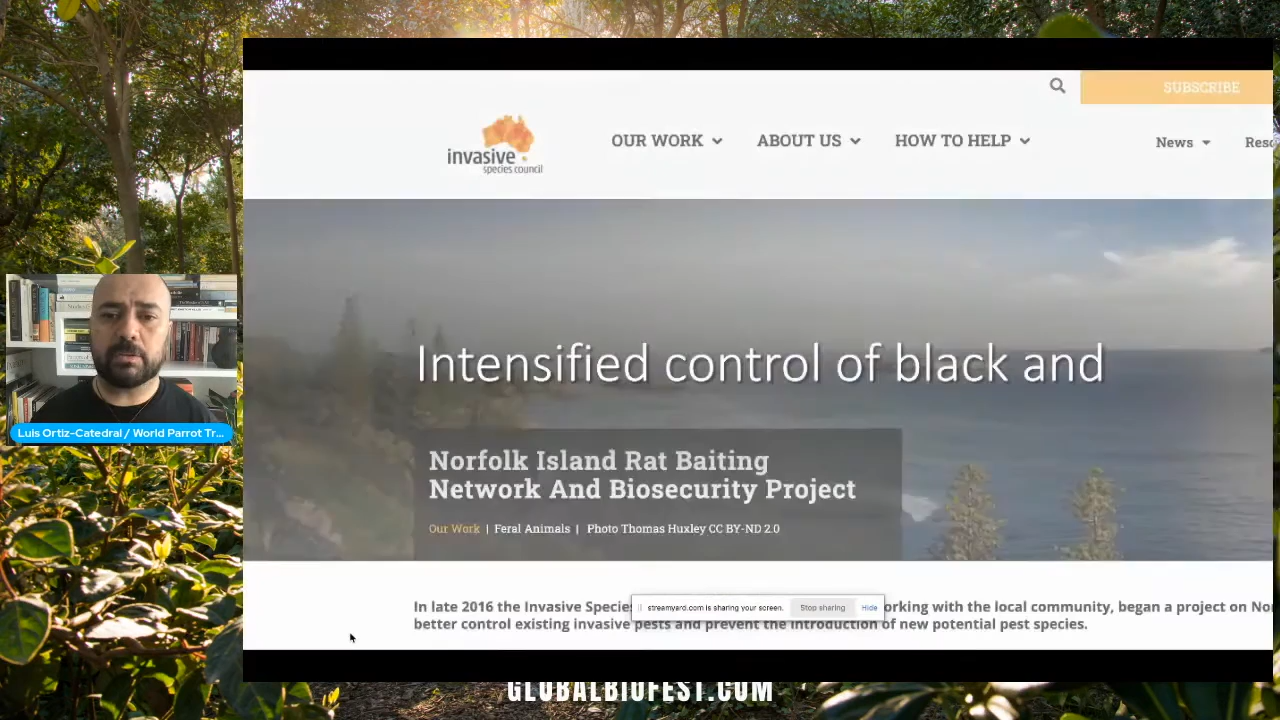 SUBSCRIBE
invasive
species council
OUR WORK
ABOUT US
HOW TO HELP
News
Intensified control of black and
Norfolk Island Rat Baiting
Network And Biosecurity Project
Our Work | Feral Animals | Photo Thomas Huxley CC BY-ND 2.0
Luis Ortiz-Catedral / World Parrot Tr...
In late 2016 the Invasive Species
orking with the local community, began a project on
better control existing invasive pests and prevent the introduction of new potential pest species.
streamyard.com is sharing your screen.
Stop sharing
Hide
GLOBALBIOFEST.COM